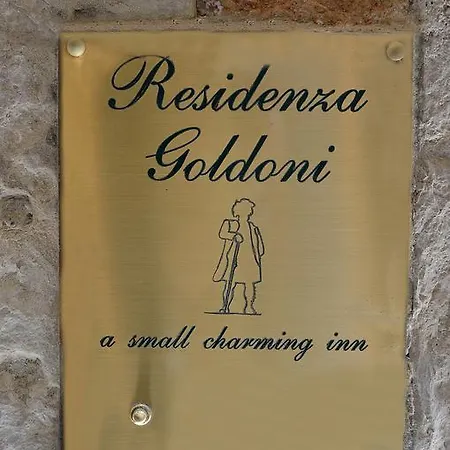 Residenza
Goldoni
a small charming inn